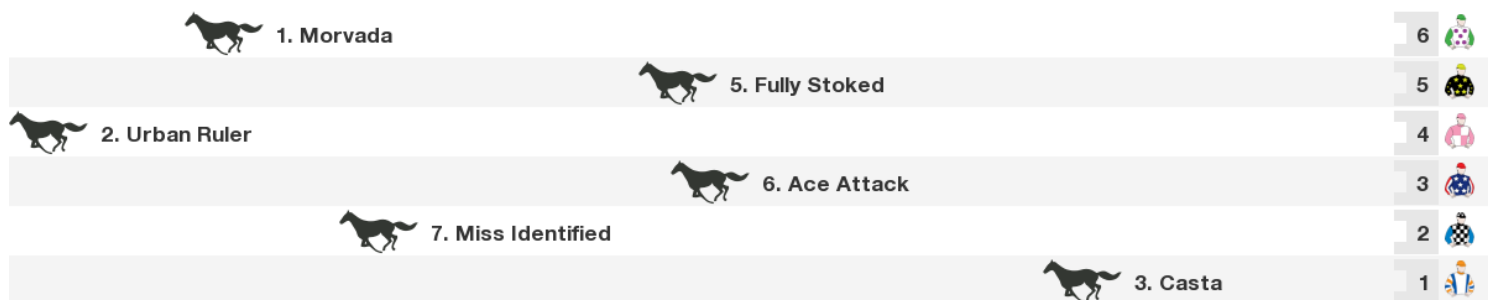 1. Morvada 6
5. Fully Stoked 5
2. Urban Ruler 4
6. Ace Attack 3
7. Miss Identified 2
3. Casta 1